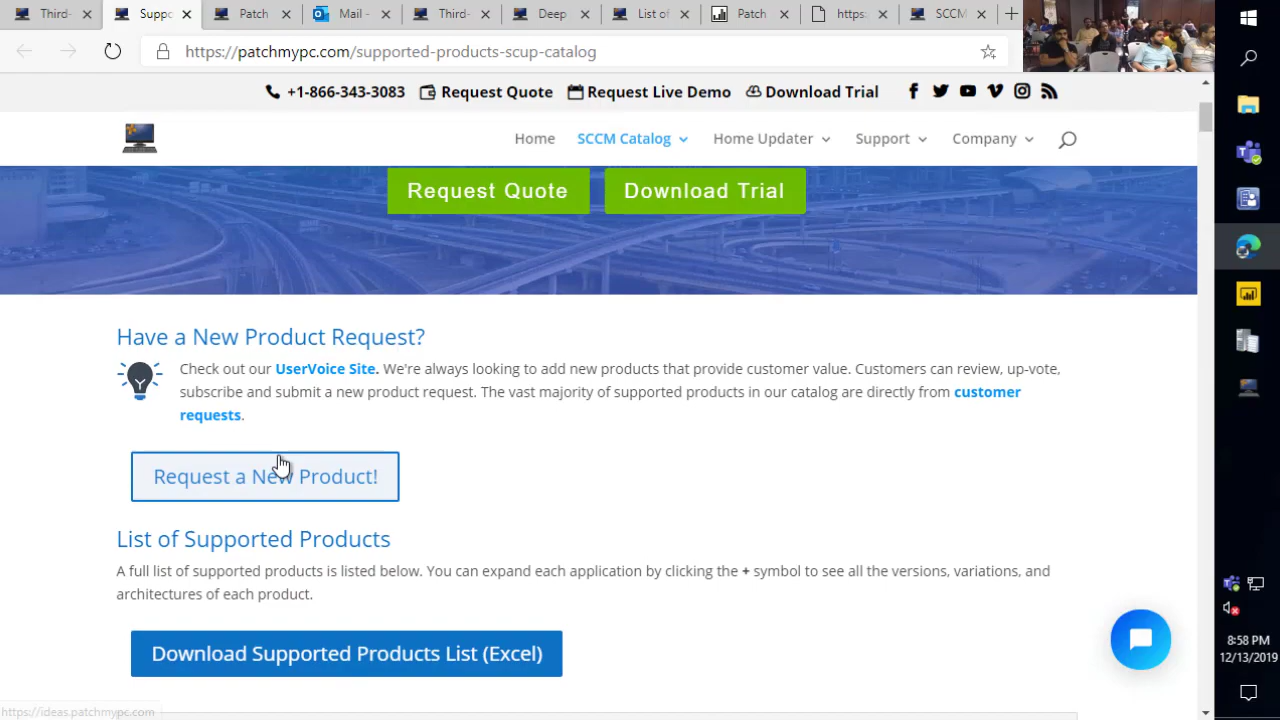 Third-
Suppo
Patch
Mail -
Third-
Deep
List of
Patch
https:
SCCM
https://patchmypc.com/supported-products-scup-catalog
+1-866-343-3083 Request Quote Request Live Demo Download Trial
Home SCCM Catalog Home Updater Support Company
Request Quote Download Trial
Have a New Product Request?
Check out our UserVoice Site. We're always looking to add new products that provide customer value. Customers can review, up-vote,
subscribe and submit a new product request. The vast majority of supported products in our catalog are directly from customer
requests.
Request a New Product!
List of Supported Products
A full list of supported products is listed below. You can expand each application by clicking the + symbol to see all the versions, variations, and
architectures of each product.
Download Supported Products List (Excel)
https://ideas.patchmypc.com
8:58 PM
12/13/2019